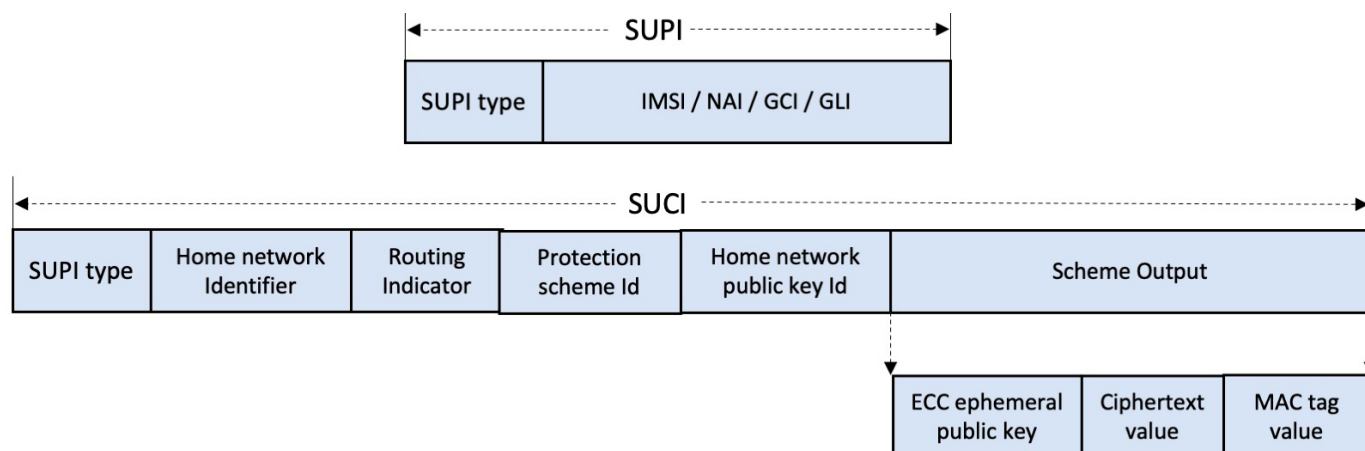 SUPI
SUPI type
IMSI / NAI / GCI / GLI
SUCI
SUPI type
Home network
Identifier
Routing
Indicator
Protection
scheme Id
Home network
public key Id
Scheme Output
ECC ephemeral
public key
Ciphertext
value
MAC tag
value